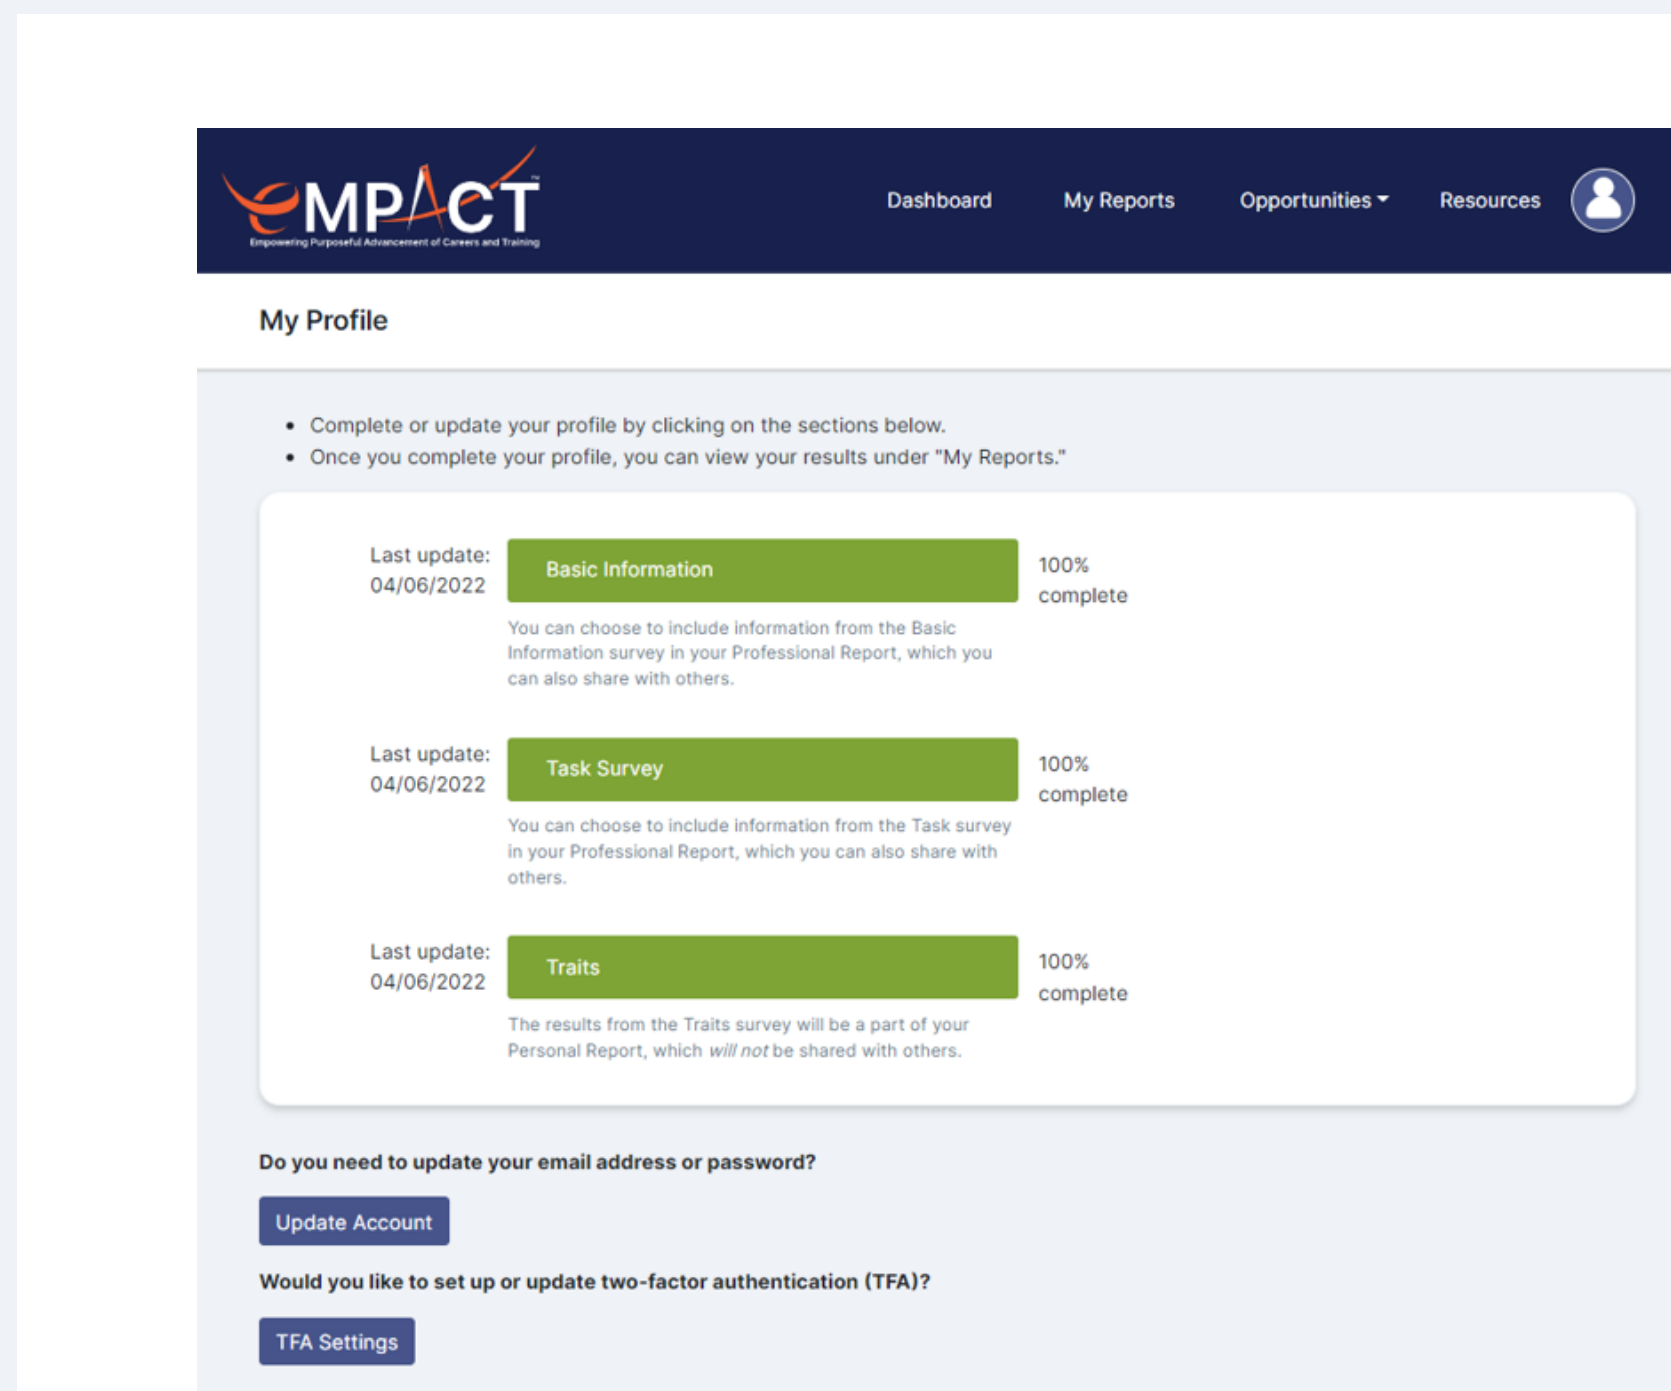 eMPACT™
Empowering Purposeful Advancement of Careers and Training
Dashboard
My Reports
Opportunities
Resources
My Profile
• Complete or update your profile by clicking on the sections below.
• Once you complete your profile, you can view your results under "My Reports."
Last update:
04/06/2022
Basic Information
100%
complete
You can choose to include information from the Basic
Information survey in your Professional Report, which you
can also share with others.
Last update:
04/06/2022
Task Survey
100%
complete
You can choose to include information from the Task survey
in your Professional Report, which you can also share with
others.
Last update:
04/06/2022
Traits
100%
complete
The results from the Traits survey will be a part of your
Personal Report, which will not be shared with others.
Do you need to update your email address or password?
Update Account
Would you like to set up or update two-factor authentication (TFA)?
TFA Settings